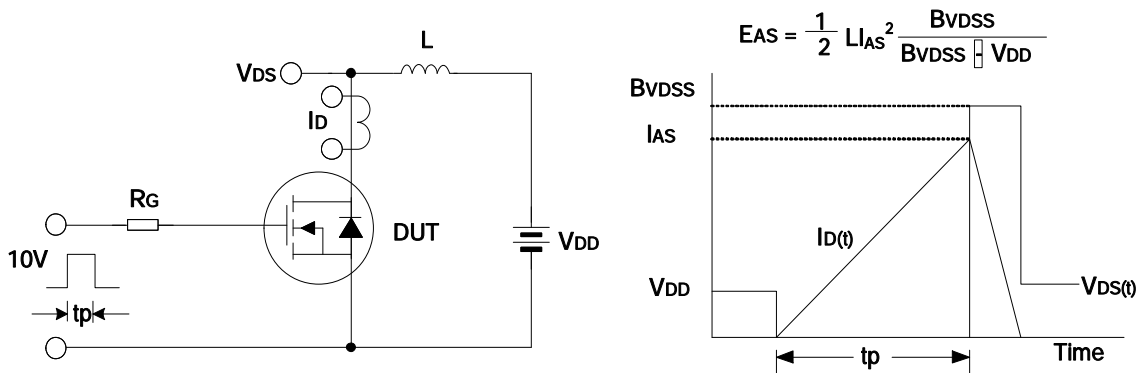 L
VDS
ID
RG
10V
tp
DUT
VDD
EAS = 1/2 LIAS² BVDSS / BVDSS ▯ VDD
BVDSS
IAS
ID(t)
VDD
VDS(t)
tp
Time